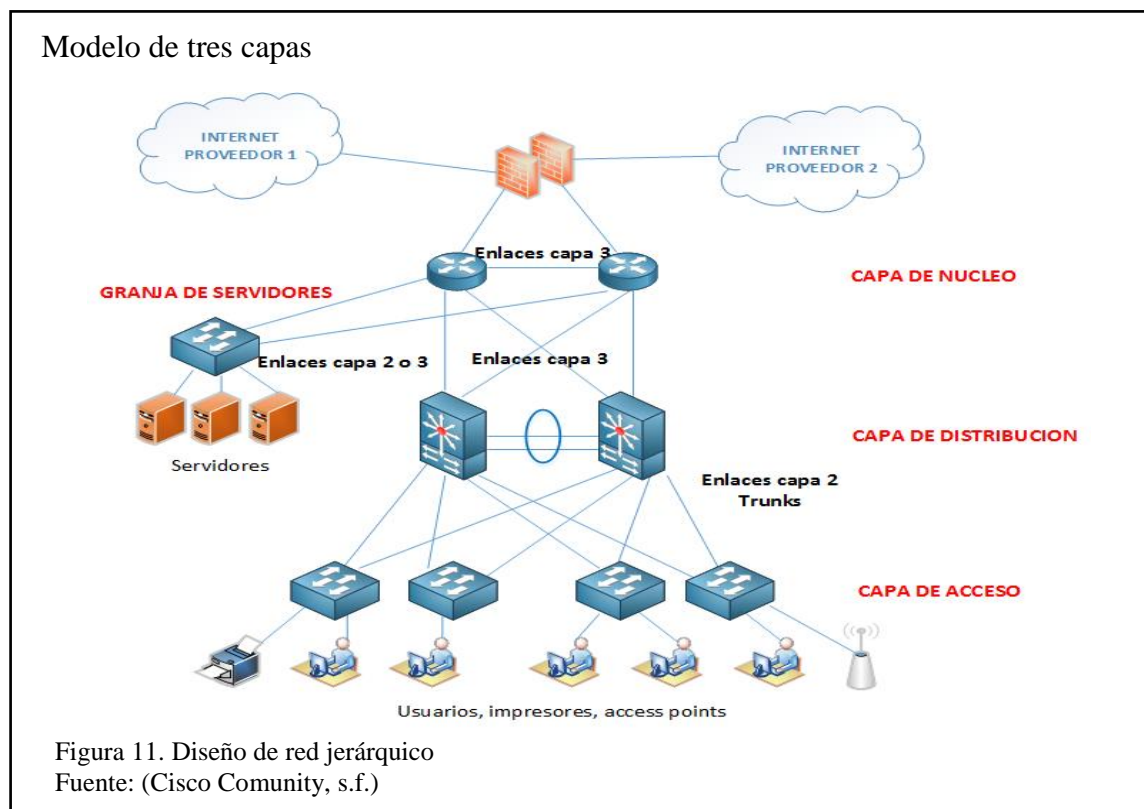 Modelo de tres capas
INTERNET
PROVEEDOR 1
INTERNET
PROVEEDOR 2
Enlaces capa 3
CAPA DE NUCLEO
GRANJA DE SERVIDORES
Enlaces capa 2 o 3
Enlaces capa 3
CAPA DE DISTRIBUCION
Servidores
Enlaces capa 2
Trunks
CAPA DE ACCESO
Usuarios, impresores, access points
Figura 11. Diseño de red jerárquico
Fuente: (Cisco Comunity, s.f.)